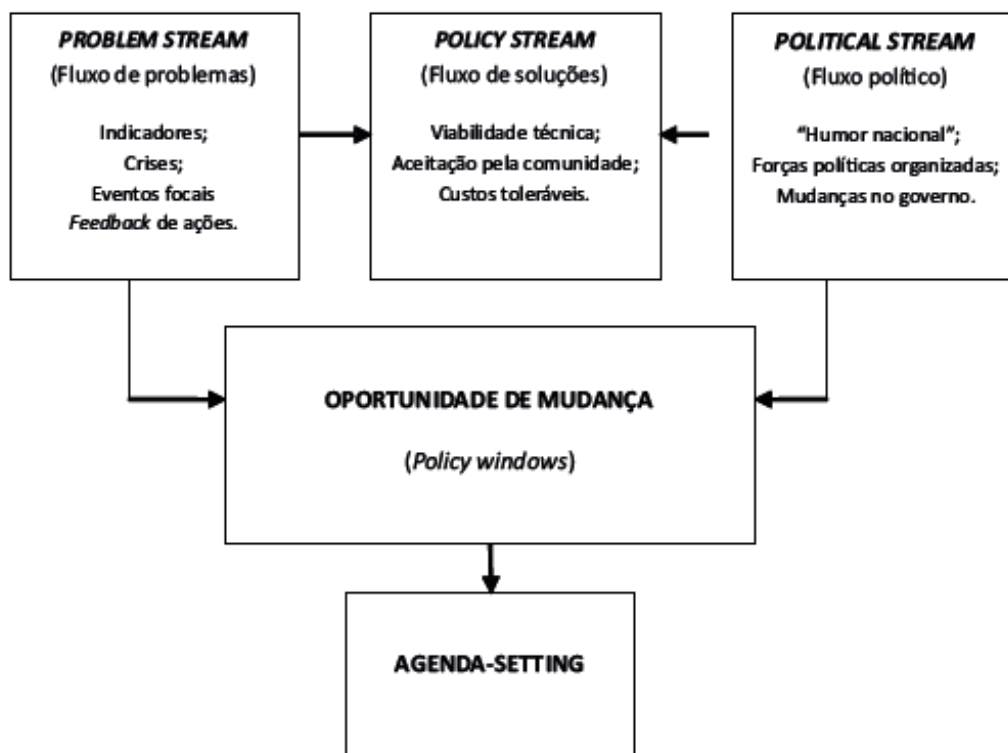 PROBLEM STREAM
(Fluxo de problemas)
Indicadores;
Crises;
Eventos focais
Feedback de ações.
POLICY STREAM
(Fluxo de soluções)
Viabilidade técnica;
Aceitação pela comunidade;
Custos toleráveis.
POLITICAL STREAM
(Fluxo político)
“Humor nacional”;
Forças políticas organizadas;
Mudanças no governo.
OPORTUNIDADE DE MUDANÇA
(Policy windows)
AGENDA-SETTING